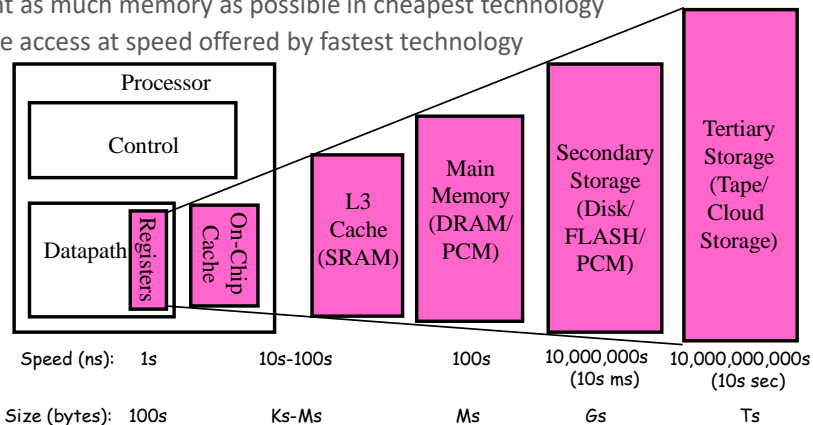 nt as much memory as possible in cheapest technology
e access at speed offered by fastest technology
Processor
Control
Datapath
Registers
On-Chip
Cache
L3
Cache
(SRAM)
Main
Memory
(DRAM/
PCM)
Secondary
Storage
(Disk/
FLASH/
PCM)
Tertiary
Storage
(Tape/
Cloud
Storage)
Speed (ns): 1s 10s-100s 100s 10,000,000s 10,000,000,000s
(10s ms) (10s sec)
Size (bytes): 100s Ks-Ms Ms Gs Ts